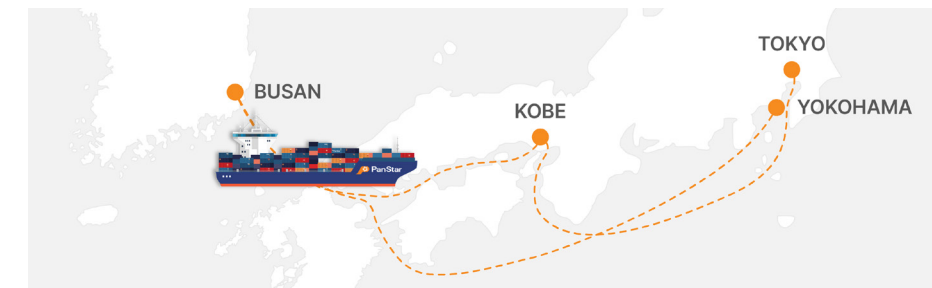 TOKYO
BUSAN
YOKOHAMA
KOBE
PanStar